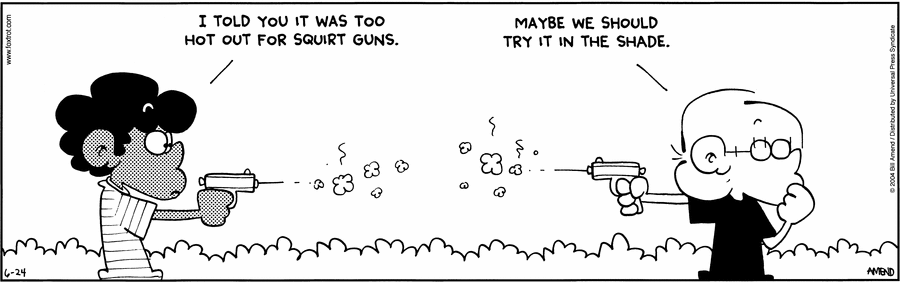 I TOLD YOU IT WAS TOO
HOT OUT FOR SQUIRT GUNS.
MAYBE WE SHOULD
TRY IT IN THE SHADE.
www.foxtrot.com
© 2004 Bill Amend / Distributed by Universal Press Syndicate
6-24
AMEND